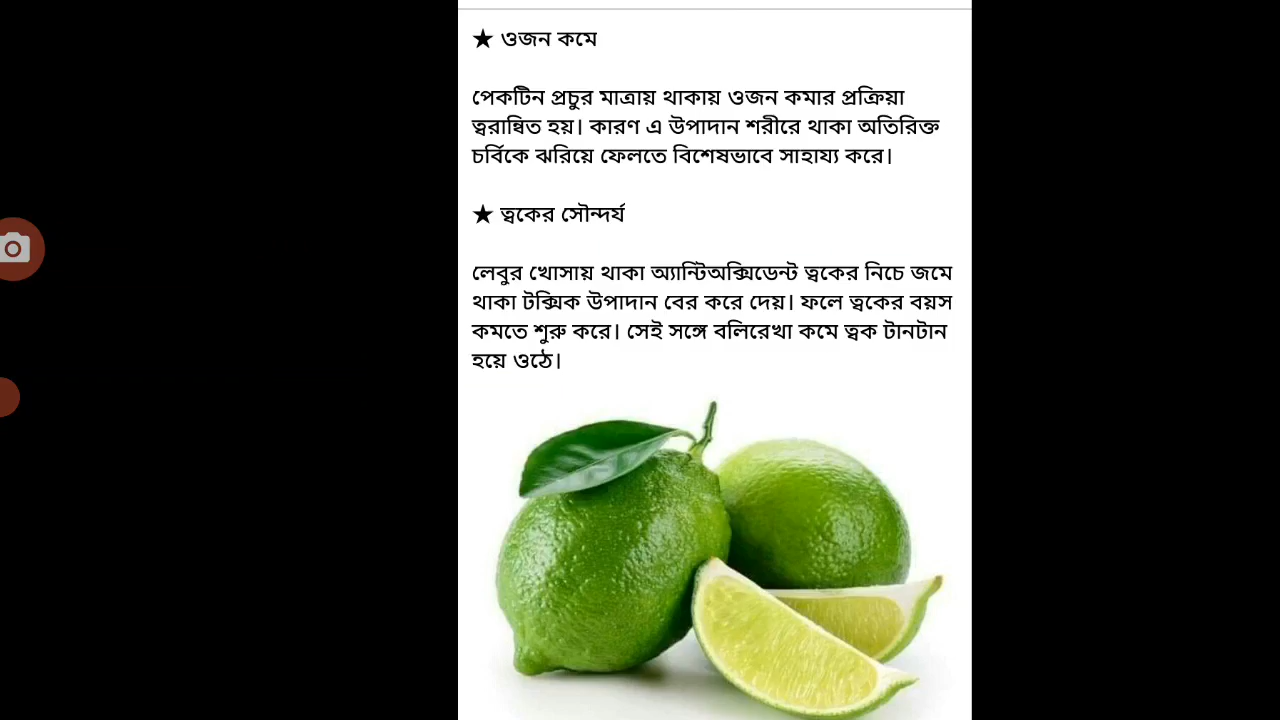 ★ ওজন কমে
পেকটিন প্রচুর মাত্রায় থাকায় ওজন কমার প্রক্রিয়া
ত্বরান্বিত হয়। কারণ এ উপাদান শরীরে থাকা অতিরিক্ত
চর্বিকে ঝরিয়ে ফেলতে বিশেষভাবে সাহায্য করে।
★ ত্বকের সৌন্দর্য
লেবুর খোসায় থাকা অ্যান্টিঅক্সিডেন্ট ত্বকের নিচে জমে
থাকা টক্সিক উপাদান বের করে দেয়। ফলে ত্বকের বয়স
কমতে শুরু করে। সেই সঙ্গে বলিরেখা কমে ত্বক টানটান
হয়ে ওঠে।